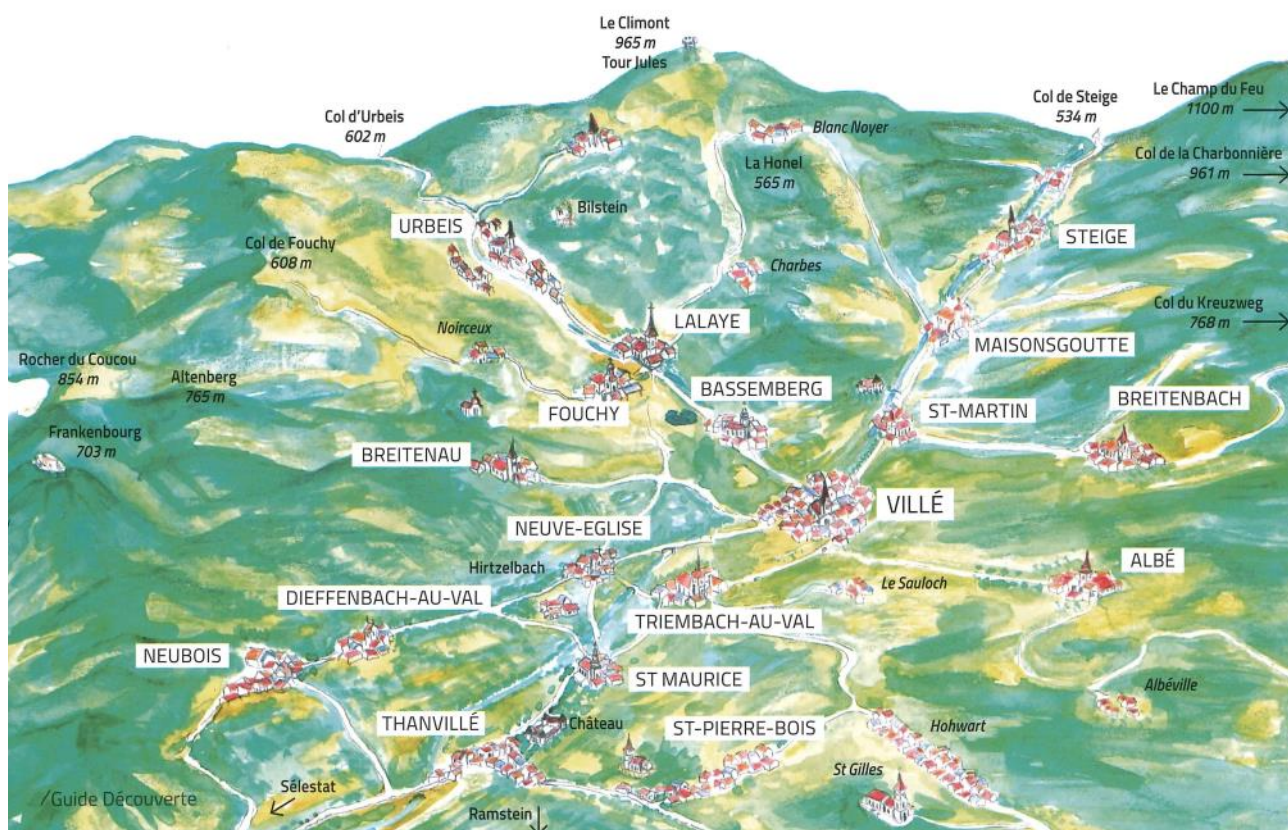 Le Climont
965 m
Tour Jules
Le Champ du Feu
1100 m
Col de Steige
534 m
Col d'Urbeis
602 m
Blanc Noyer
Col de la Charbonnière
961 m
La Honel
565 m
Bilstein
URBEIS
STEIGE
Col de Fouchy
608 m
Charbes
Col du Kreuzweg
768 m
LALAYE
Noirceux
MAISONSGOUTTE
Rocher du Coucou
854 m
Altenberg
765 m
BASSEMBERG
BREITENBACH
FOUCHY
ST-MARTIN
Frankenbourg
703 m
BREITENAU
VILLÉ
NEUVE-EGLISE
ALBÉ
Hirtzelbach
Le Sauloch
DIEFFENBACH-AU-VAL
TRIEMBACH-AU-VAL
NEUBOIS
ST MAURICE
Albéville
THANVILLÉ
Château
ST-PIERRE-BOIS
Hohwart
St Gilles
Sélestat
/Guide Découverte
Ramstein